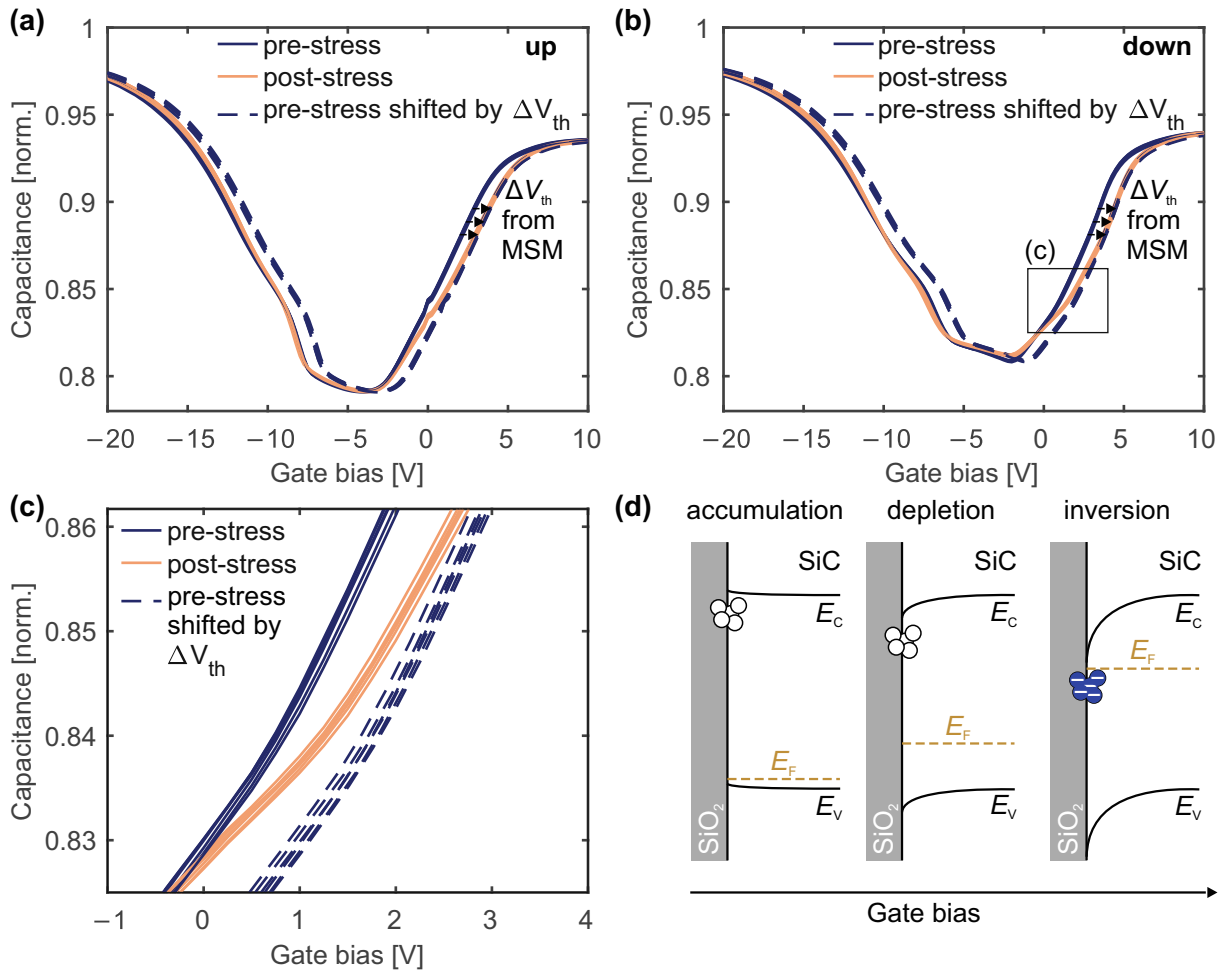 (a)
up
pre-stress
post-stress
pre-stress shifted by ΔVth
ΔVth
from
MSM
Capacitance [norm.]
1
0.95
0.9
0.85
0.8
−20
−15
−10
−5
0
5
10
Gate bias [V]
(b)
down
pre-stress
post-stress
pre-stress shifted by ΔVth
ΔVth
from
MSM
(c)
Capacitance [norm.]
1
0.95
0.9
0.85
0.8
−20
−15
−10
−5
0
5
10
Gate bias [V]
(c)
pre-stress
post-stress
pre-stress
shifted by
ΔVth
Capacitance [norm.]
0.86
0.85
0.84
0.83
−1
0
1
2
3
4
Gate bias [V]
(d)
accumulation
depletion
inversion
SiC
SiC
SiC
EC
EC
EC
EF
EF
EF
EV
EV
EV
SiO2
SiO2
SiO2
Gate bias